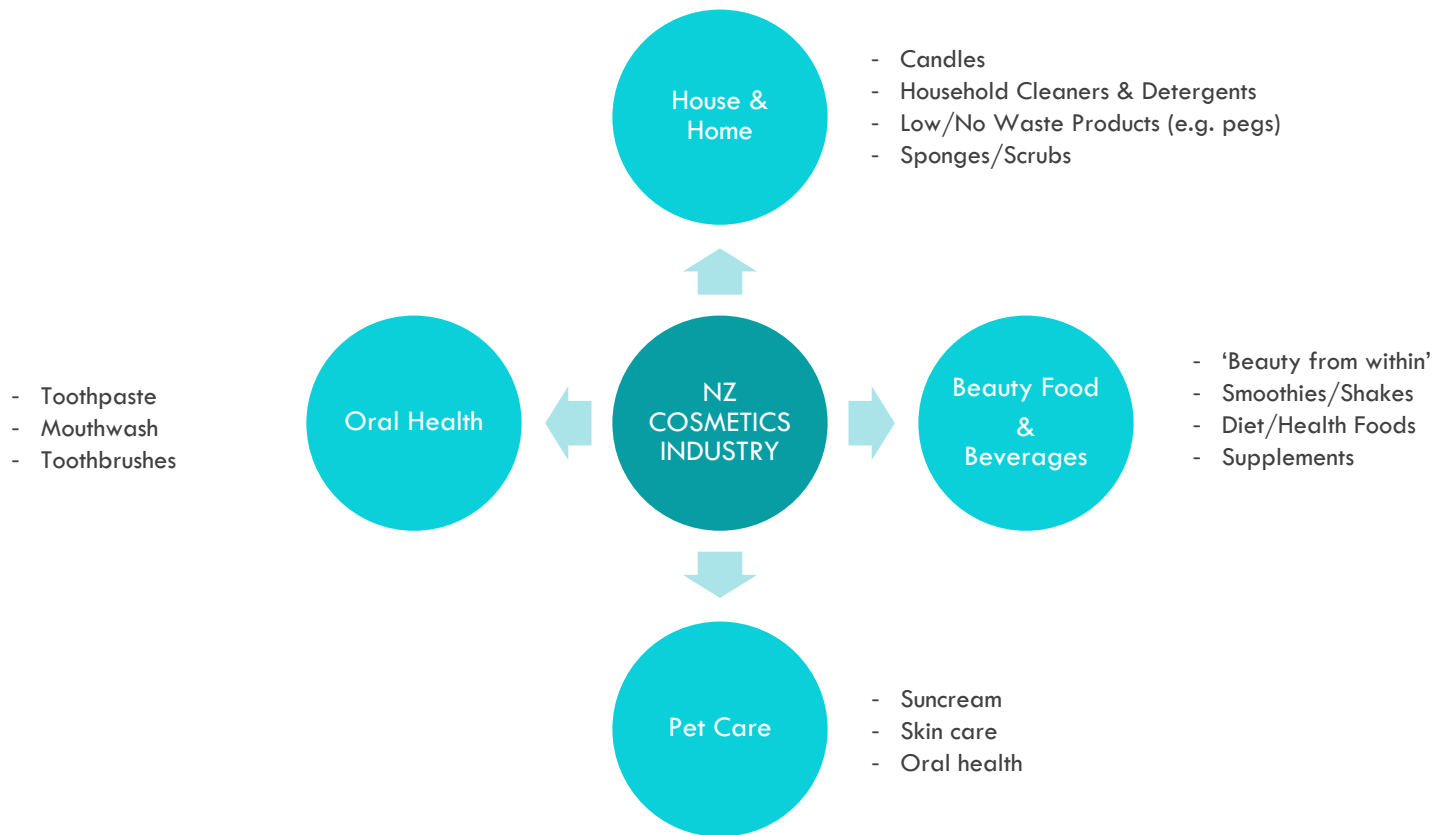 House &
Home
- Candles
- Household Cleaners & Detergents
- Low/No Waste Products (e.g. pegs)
- Sponges/Scrubs
- Toothpaste
- Mouthwash
- Toothbrushes
Oral Health
NZ
COSMETICS
INDUSTRY
Beauty Food
&
Beverages
- ‘Beauty from within’
- Smoothies/Shakes
- Diet/Health Foods
- Supplements
Pet Care
- Suncream
- Skin care
- Oral health